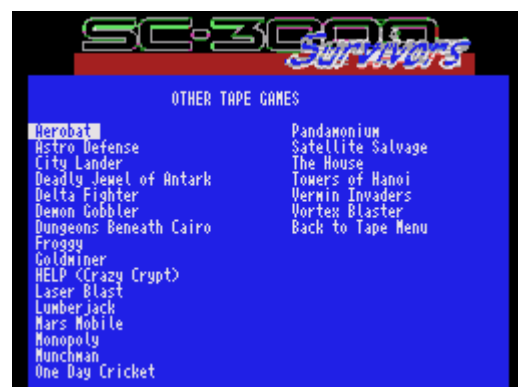 SC-3000
Survivors
OTHER TAPE GAMES
Aerobat
Astro Defense
City Lander
Deadly Jewel of Antark
Delta Fighter
Demon Gobbler
Dungeons Beneath Cairo
Froggy
Goldminer
HELP (Crazy Crypt)
Laser Blast
Lumberjack
Mars Mobile
Monopoly
Munchman
One Day Cricket
Pandamonium
Satellite Salvage
The House
Towers of Hanoi
Vermin Invaders
Vortex Blaster
Back to Tape Menu